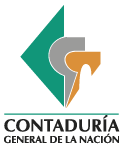 CONTADURÍA
GENERAL DE LA NACIÓN